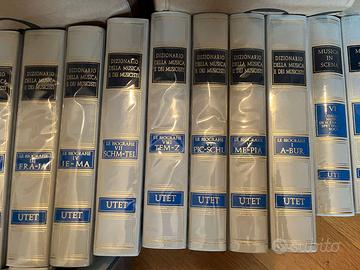 DIZIONARIO
DELLA MUSICA
E DEI MUSICISTI
LE BIOGRAFIE
III
FRA-JA
UTET
DIZIONARIO
DELLA MUSICA
E DEI MUSICISTI
LE BIOGRAFIE
IV
JE-MA
UTET
DIZIONARIO
DELLA MUSICA
E DEI MUSICISTI
LE BIOGRAFIE
VII
SCHM-TEL
UTET
DIZIONARIO
DELLA MUSICA
E DEI MUSICISTI
LE BIOGRAFIE
VIII
TEM-Z
UTET
DIZIONARIO
DELLA MUSICA
E DEI MUSICISTI
LE BIOGRAFIE
PIC-SCHL
UTET
DIZIONARIO
DELLA MUSICA
E DEI MUSICISTI
LE BIOGRAFIE
ME-PIA
UTET
DIZIONARIO
DELLA MUSICA
E DEI MUSICISTI
LE BIOGRAFIE
I
A-BUR
UTET
MUSICA
IN
SCENA
VI
UTET
subito